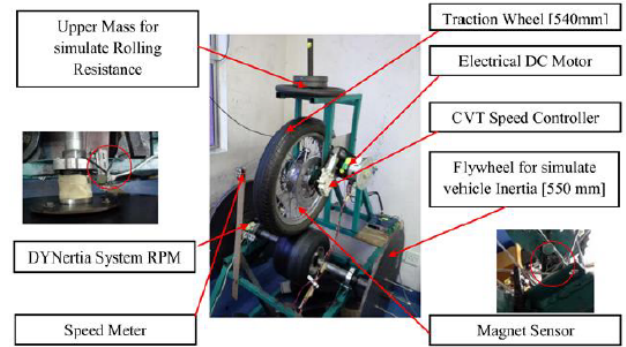 Upper Mass for
simulate Rolling
Resistance
DYNertia System RPM
Speed Meter
Traction Wheel [540mm]
Electrical DC Motor
CVT Speed Controller
Flywheel for simulate
vehicle Inertia [550 mm]
Magnet Sensor